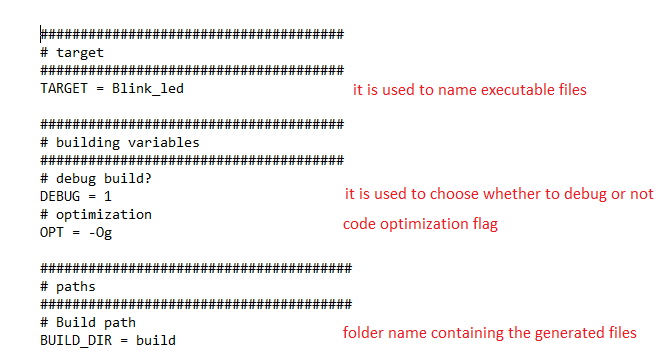 ######################################
# target
######################################
TARGET = Blink_led it is used to name executable files
######################################
# building variables
######################################
# debug build?
DEBUG = 1 it is used to choose whether to debug or not
# optimization
OPT = -Og code optimization flag
#######################################
# paths
#######################################
# Build path
BUILD_DIR = build folder name containing the generated files